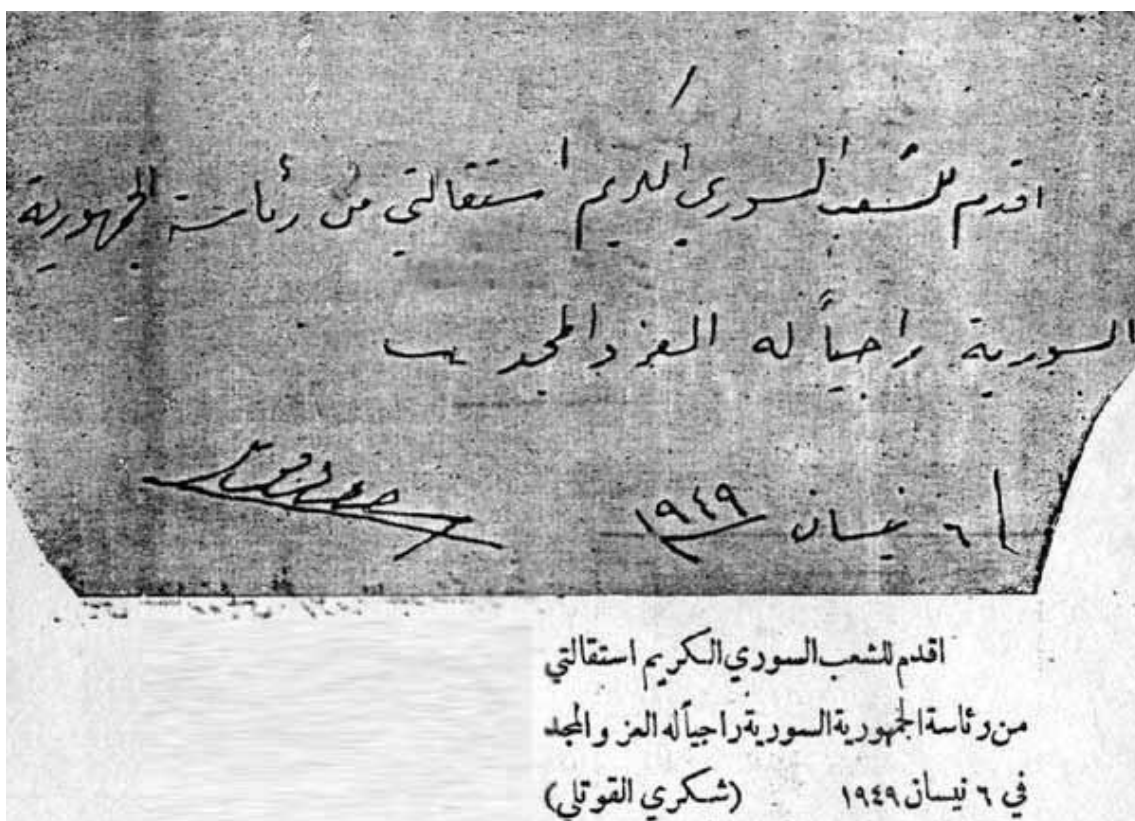 اقدم للشعب السوري الكريم استقالتي من رئاسة الجمهورية
السورية راجياً له العز والمجد
٦ نيسان ١٩٤٩
اقدم للشعب السوري الكريم استقالتي
من رئاسة الجمهورية السورية راجياً له العز والمجد
في ٦ نيسان ١٩٤٩ (شكري القوتلي)